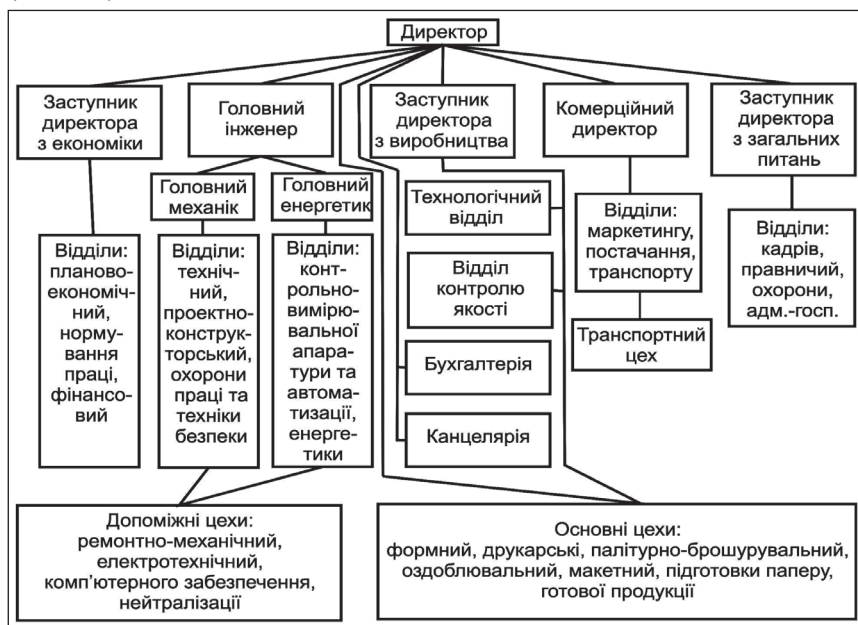 Директор
Заступник
директора
з економіки
Головний
інженер
Заступник
директора
з виробництва
Комерційний
директор
Заступник
директора
з загальних
питань
Головний
механік
Головний
енергетик
Технологічний
відділ
Відділи:
маркетингу,
постачання,
транспорту
Відділи:
кадрів,
правничий,
охорони,
адм.-госп.
Відділи:
планово-
економіч-
ний,
норму-
вання
праці,
фінансо-
вий
Відділи:
техніч-
ний,
проектно-
конструк-
торський,
охорони
праці та
техніки
безпеки
Відділи:
конт-
рольно-
вимірю-
вальної
апара-
тури та
автома-
тизації,
енерге-
тики
Відділ
контролю
якості
Транспортний
цех
Бухгалтерія
Канцелярія
Допоміжні цехи:
ремонтно-механічний,
електротехнічний,
комп’ютерного забезпечення,
нейтралізації
Основні цехи:
формний, друкарські, палітурно-брошурувальний,
оздоблювальний, макетний, підготовки паперу,
готової продукції